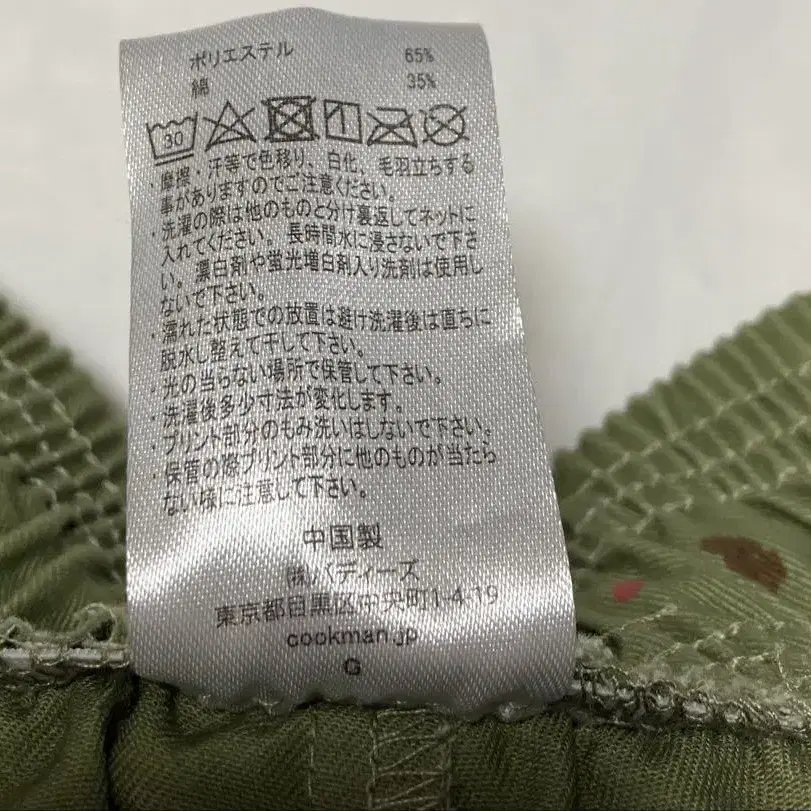 ポリエステル 65%
綿 35%
30
・摩擦、汗等で色移り、白化、毛羽立ちする
事がありますのでご注意ください。
・洗濯の際は他のものと分け裏返してネットに
入れてください。長時間水に浸さないで下さ
い。漂白剤や蛍光増白剤入り洗剤は使用し
ないで下さい。
・濡れた状態での放置は避け洗濯後は直ちに
脱水し整えて干して下さい。
・光の当らない場所で保管して下さい。
・洗濯後多少寸法が変化します。
・プリント部分のもみ洗いはしないで下さい。
・保管の際プリント部分に他のものが当たら
ない様に注意して下さい。
中国製
㈱バディーズ
東京都目黒区中央町1-4-19
cookman.jp
G